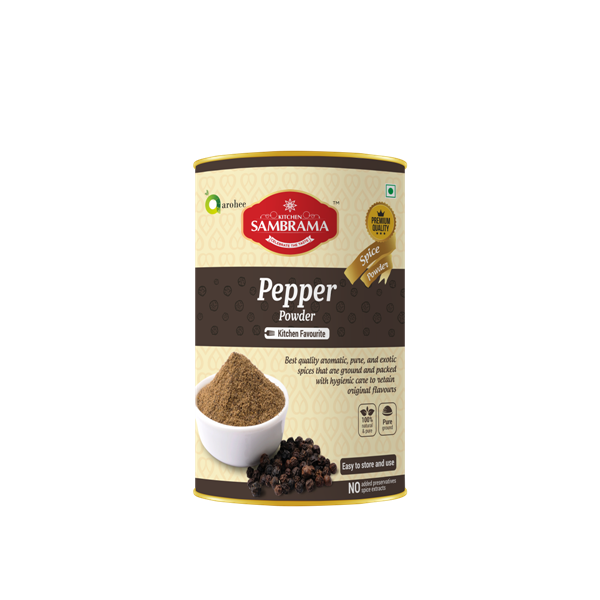 arohee
KITCHEN
SAMBRAMA
CELEBRATE THE TASTE
TM
PREMIUM
QUALITY
Spice
Powder
Pepper
Powder
Kitchen Favourite
Best quality aromatic, pure, and exotic
spices that are ground and packed
with hygienic care to retain
original flavours
100%
natural
& pure
Pure
ground
Easy to store and use
NO added preservatives
spice extracts